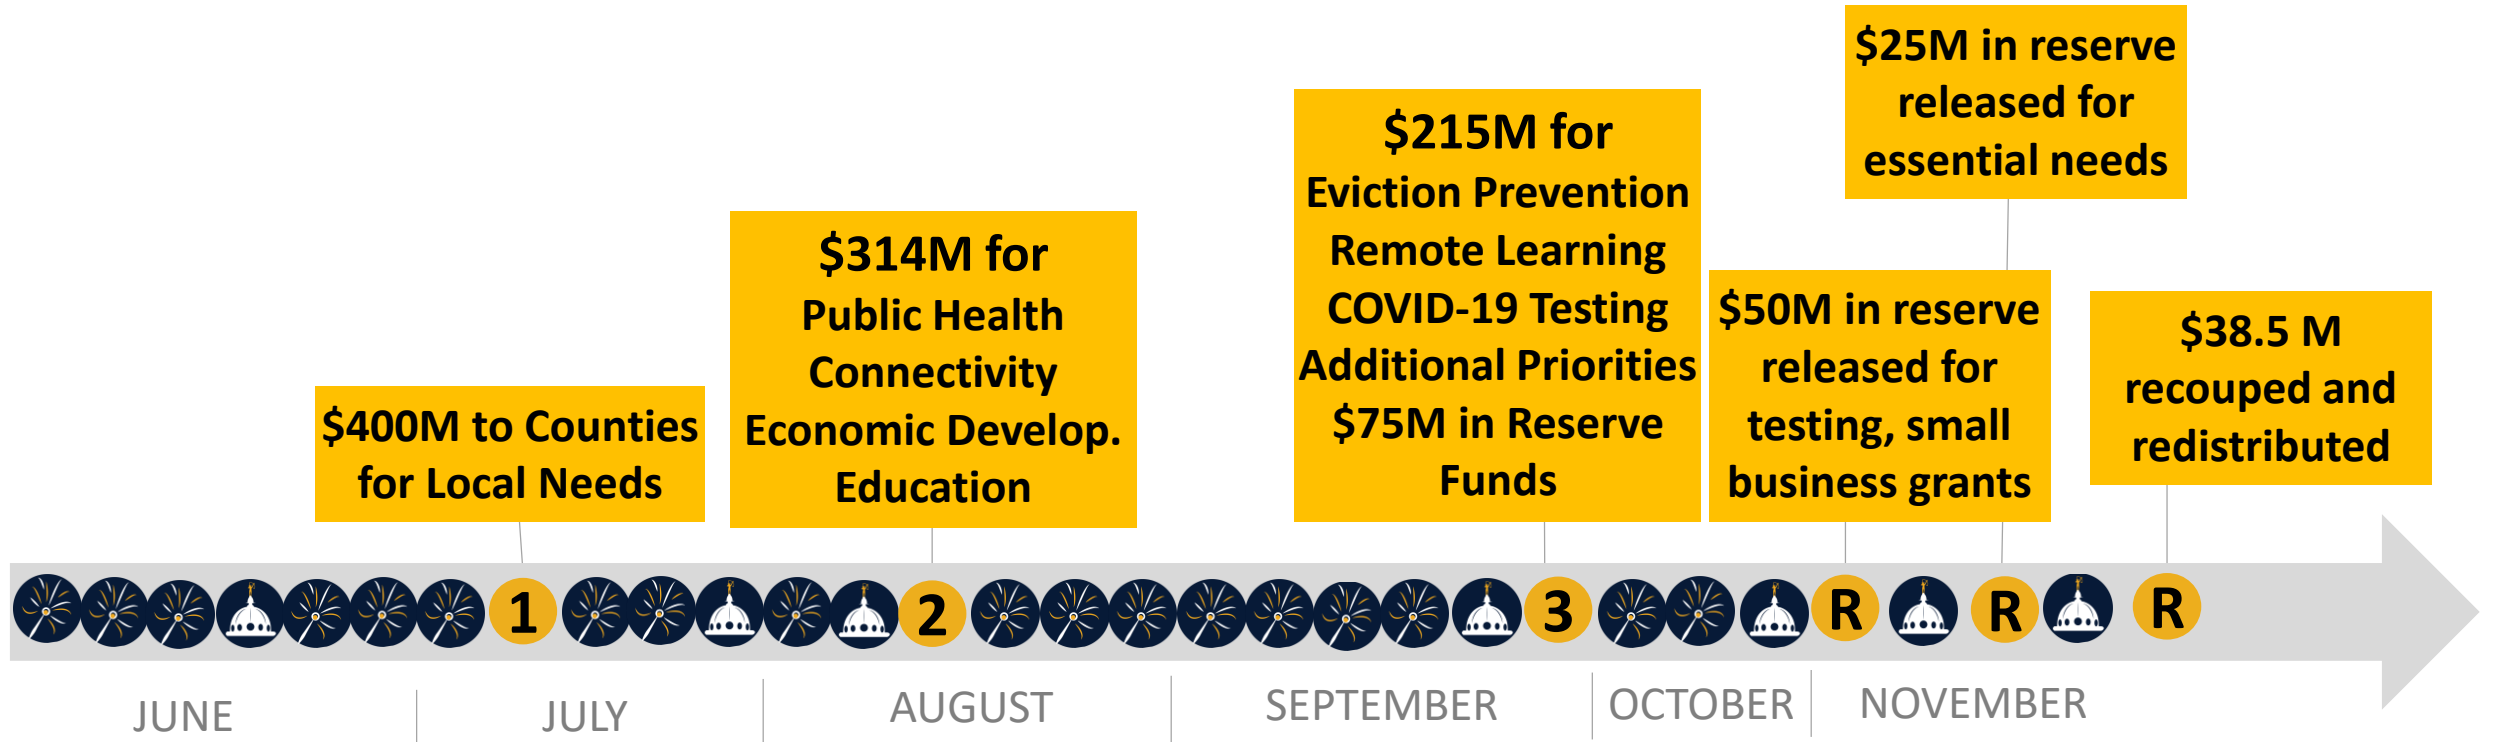 $400M to Counties
for Local Needs
$314M for
Public Health
Connectivity
Economic Develop.
Education
$215M for
Eviction Prevention
Remote Learning
COVID-19 Testing
Additional Priorities
$75M in Reserve
Funds
$25M in reserve
released for
essential needs
$50M in reserve
released for
testing, small
business grants
$38.5 M
recouped and
redistributed
1
2
3
R
R
R
JUNE
JULY
AUGUST
SEPTEMBER
OCTOBER
NOVEMBER